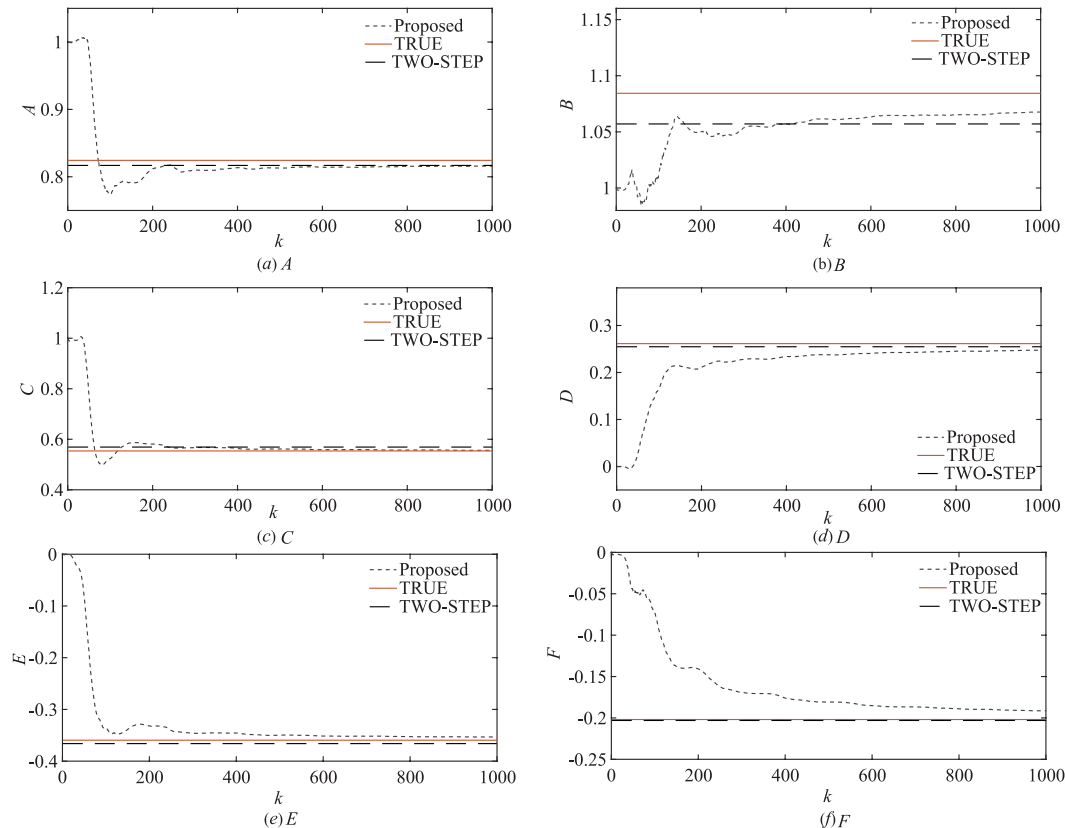 A
1
0.9
0.8
Proposed
TRUE
TWO-STEP
0 200 400 600 800 1000
k
(a) A
B
1.15
1.1
1.05
1
Proposed
TRUE
TWO-STEP
0 200 400 600 800 1000
k
(b) B
C
1.2
1
0.8
0.6
0.4
Proposed
TRUE
TWO-STEP
0 200 400 600 800 1000
k
(c) C
D
0.3
0.2
0.1
0
Proposed
TRUE
TWO-STEP
0 200 400 600 800 1000
k
(d) D
E
0
-0.1
-0.2
-0.3
-0.4
Proposed
TRUE
TWO-STEP
0 200 400 600 800 1000
k
(e) E
F
0
-0.05
-0.1
-0.15
-0.2
-0.25
Proposed
TRUE
TWO-STEP
0 200 400 600 800 1000
k
(f) F